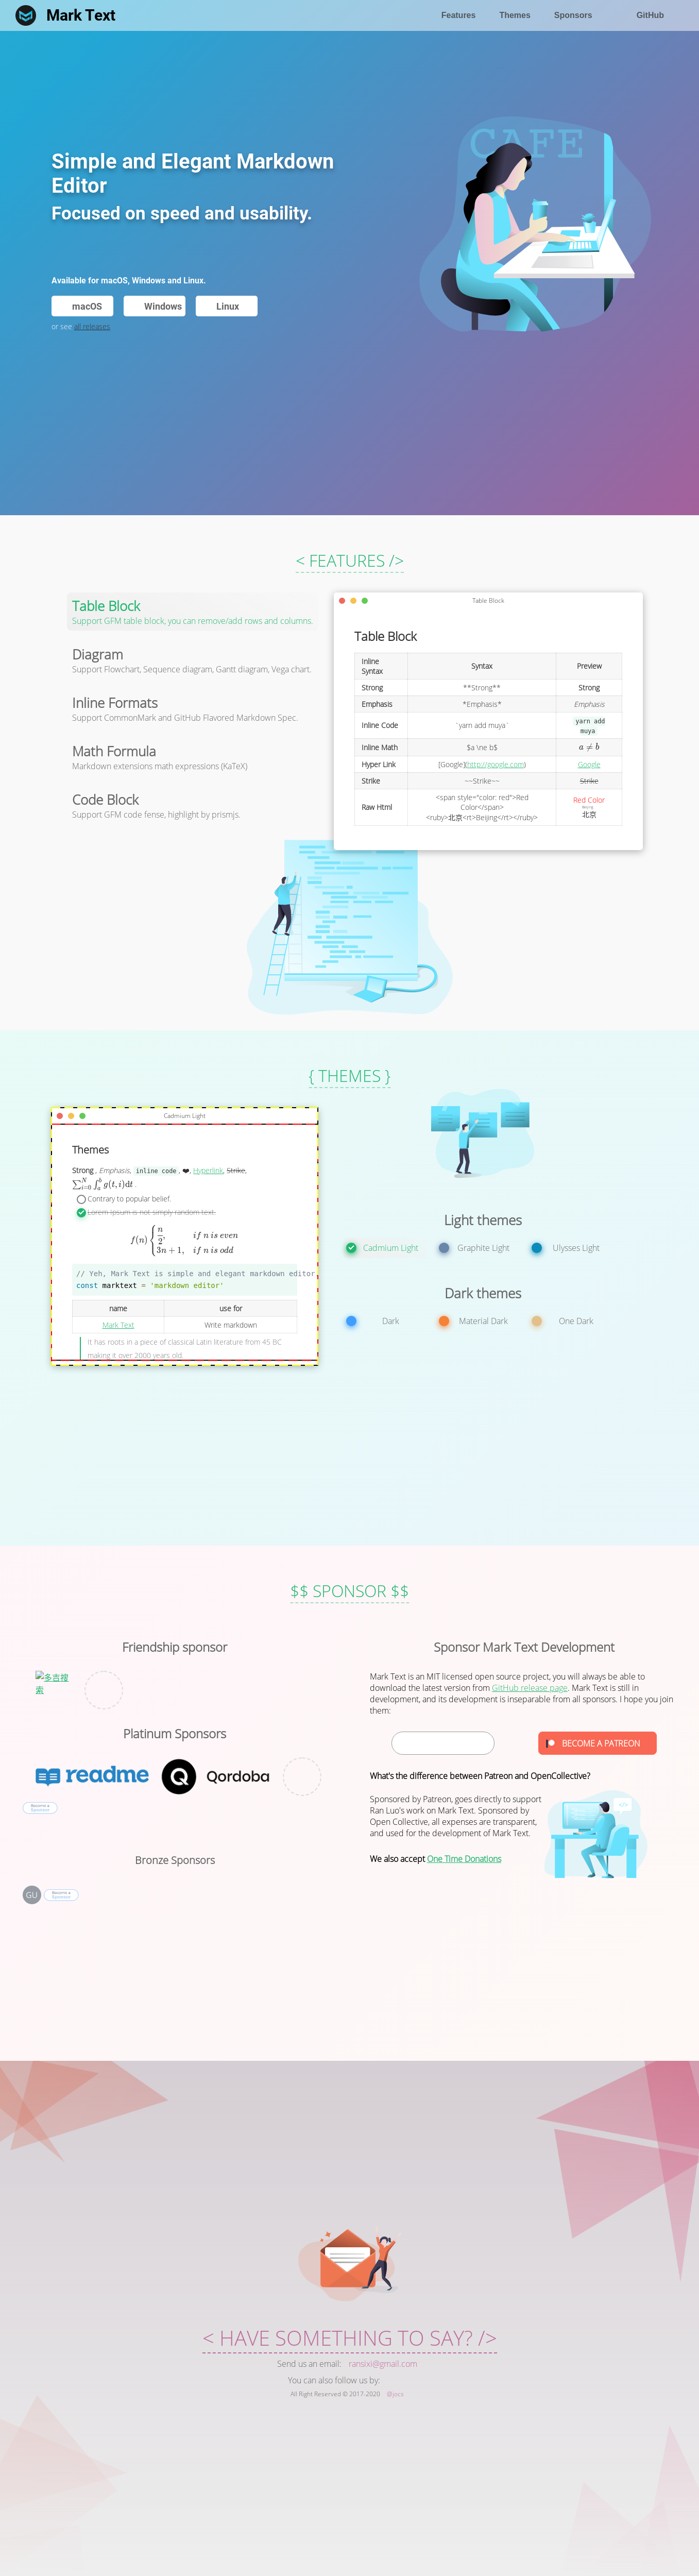 Mark Text
Features
Themes
Sponsors
GitHub
CAFE
Simple and Elegant Markdown
Editor
Focused on speed and usability.
Available for macOS, Windows and Linux.
macOS
Windows
Linux
or see all releases
< FEATURES />
Table Block
Support GFM table block, you can remove/add rows and columns.
Diagram
Support Flowchart, Sequence diagram, Gantt diagram, Vega chart.
Inline Formats
Support CommonMark and GitHub Flavored Markdown Spec.
Math Formula
Markdown extensions math expressions (KaTeX)
Code Block
Support GFM code fense, highlight by prismjs.
Table Block
Table Block
Inline
Syntax
Syntax
Preview
Strong
**Strong**
Strong
Emphasis
*Emphasis*
Emphasis
Inline Code
`yarn add muya`
yarn add
muya
Inline Math
$a \ne b$
a ≠ b
Hyper Link
[Google](http://google.com)
Google
Strike
~~Strike~~
Strike
Raw Html
<span style="color: red">Red
Color</span>
<ruby>北京<rt>Beijing</rt></ruby>
Red Color
Beijing
北京
{ THEMES }
Cadmium Light
Themes
Strong , Emphasis, inline code , ❤️, Hyperlink, Strike,
∑_{i=0}^{N} ∫_{a}^{b} g(t, i)dt .
Contrary to popular belief.
Lorem Ipsum is not simply random text.
f(n) { n/2, if n is even
3n + 1, if n is odd
// Yeh, Mark Text is simple and elegant markdown editor
const marktext = 'markdown editor'
name
use for
Mark Text
Write markdown
It has roots in a piece of classical Latin literature from 45 BC
making it over 2000 years old.
Light themes
Cadmium Light
Graphite Light
Ulysses Light
Dark themes
Dark
Material Dark
One Dark
$$ SPONSOR $$
Friendship sponsor
多吉搜
索
Platinum Sponsors
readme
Qordoba
Become a
Sponsor
Bronze Sponsors
GU
Become a
Sponsor
Sponsor Mark Text Development
Mark Text is an MIT licensed open source project, you will always be able to
download the latest version from GitHub release page. Mark Text is still in
development, and its development is inseparable from all sponsors. I hope you join
them:
BECOME A PATREON
What's the difference between Patreon and OpenCollective?
Sponsored by Patreon, goes directly to support
Ran Luo's work on Mark Text. Sponsored by
Open Collective, all expenses are transparent,
and used for the development of Mark Text.
We also accept One Time Donations
< HAVE SOMETHING TO SAY? />
Send us an email: ransixi@gmail.com
You can also follow us by:
All Right Reserved © 2017-2020 @jocs